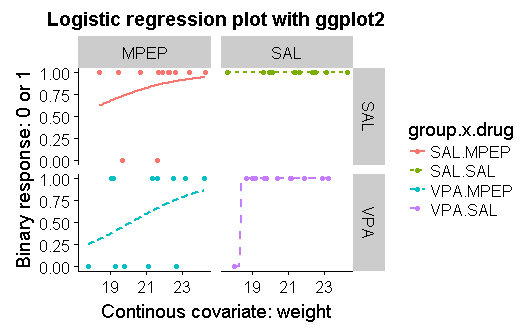 Logistic regression plot with ggplot2
MPEP
SAL
Binary response: 0 or 1
1.00
0.75
0.50
0.25
0.00
SAL
1.00
0.75
0.50
0.25
0.00
VPA
19
21
23
19
21
23
Continous covariate: weight
group.x.drug
SAL.MPEP
SAL.SAL
VPA.MPEP
VPA.SAL